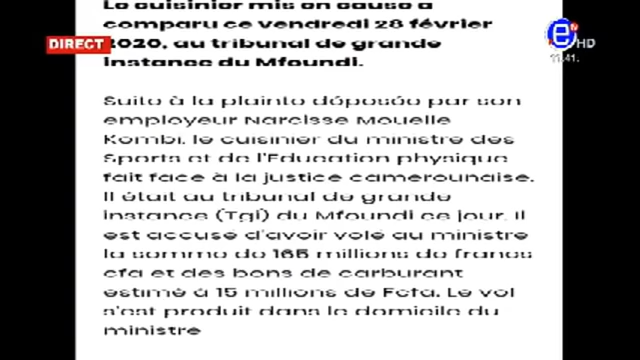 Le cuisinier mis en cause a
comparu ce vendredi 28 février
2020, au tribunal de grande
instance du Mfoundi.
DIRECT
e HD
11.41.
Suite à la plainte déposée par son
employeur Narcisse Mouelle
Kombi, le cuisinier du ministre des
Sports et de l'Education physique
fait face à la justice camerounaise.
Il était au tribunal de grande
instance (Tgi) du Mfoundi ce jour. Il
est accusé d'avoir volé au ministre
la somme de 165 millions de francs
cfa et des bons de carburant
estimé à 15 millions de Fcfa. Le vol
s'est produit dans le domicile du
ministre